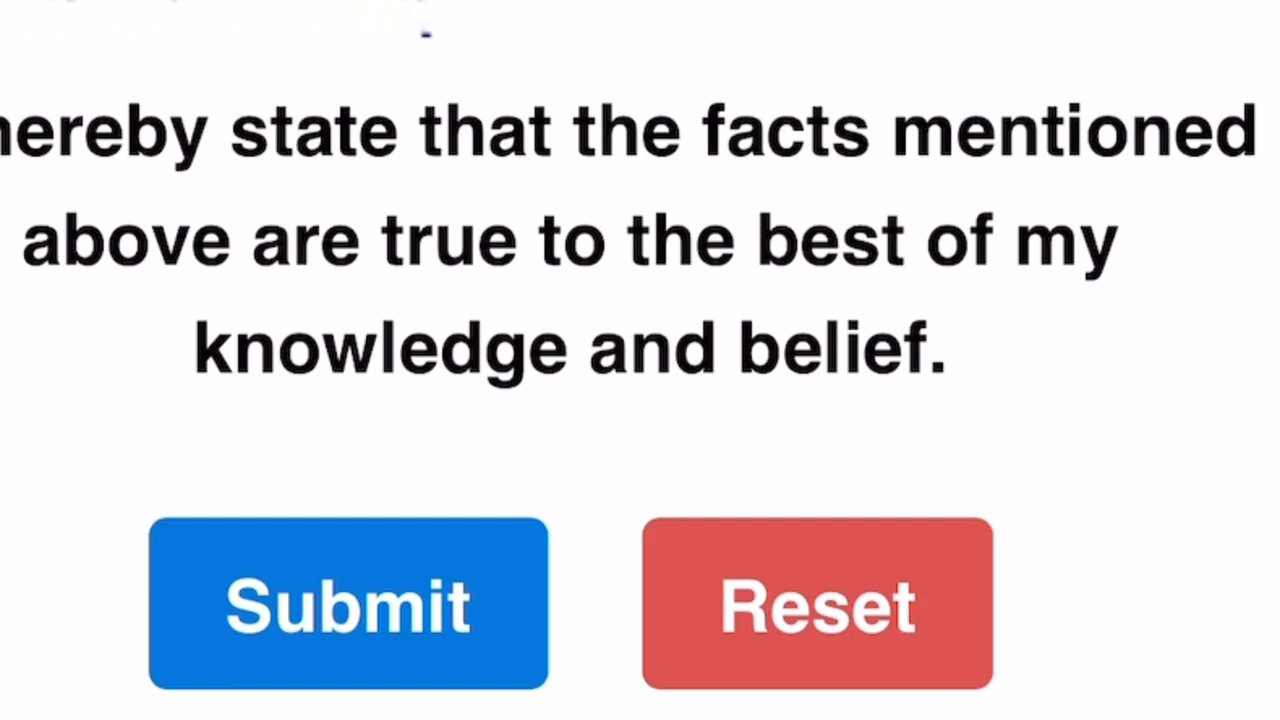 hereby state that the facts mentioned
above are true to the best of my
knowledge and belief.
Submit Reset